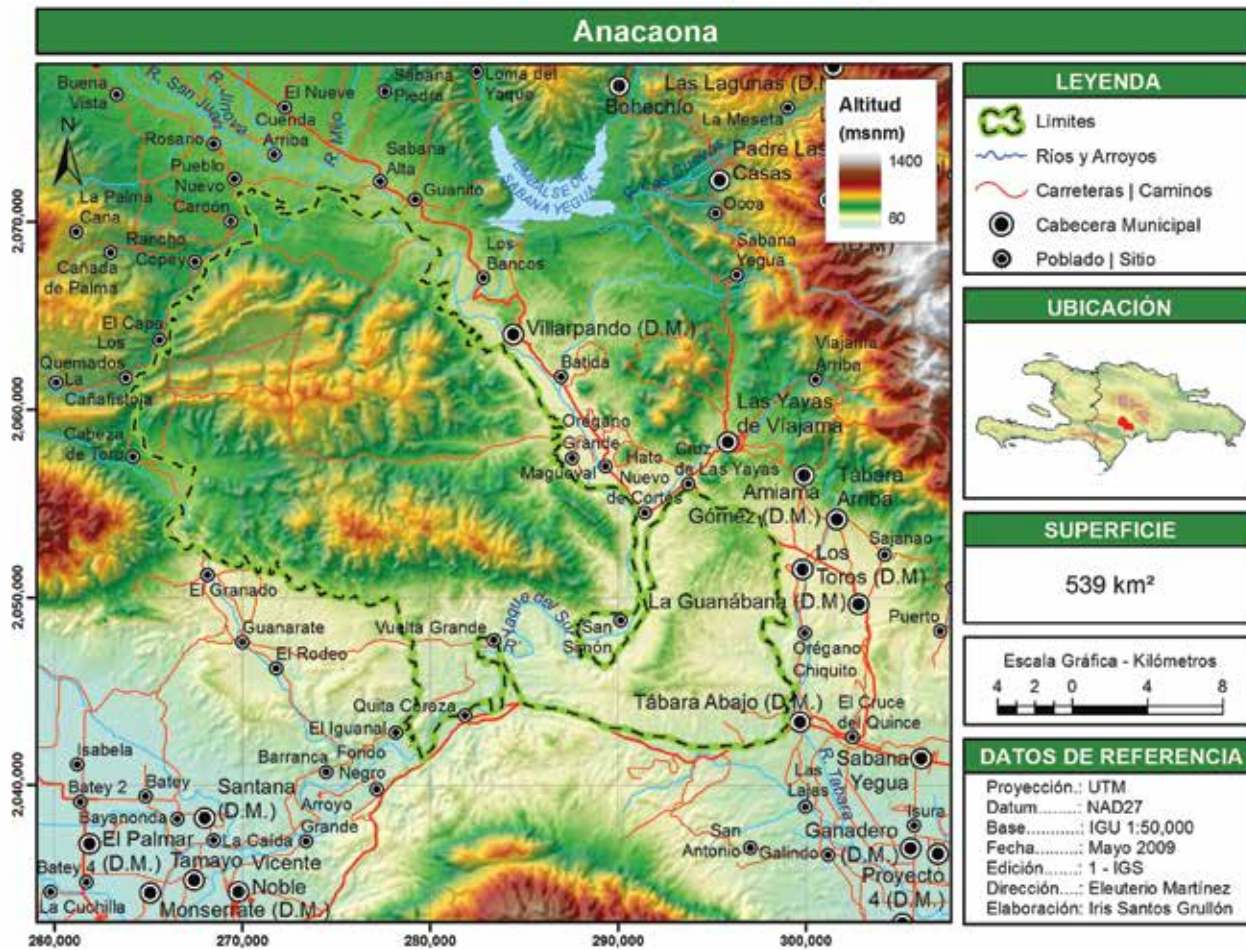 Anacaona
Buena
Vista
R. San Juan
R. Jínova
El Nueve
Cuenda
Arriba
R. Mijo
Sabana
Piedra
Loma del
Yaque
Bohechío
Las Lagunas (D.M.
La Meseta
Altitud
(msnm)
1400
60
N
Rosano
Pueblo
Nuevo
Sabana
Alta
Guanito
EMBALSE DE
SABANA YEGUA
Padre Las
Casas
La Palma
Cana
Carcón
Ocoa
Rancho
Copey
Cañada
de Palma
Los
Bancos
Sabana
Yegua
El Capa
Los
Quemados
La
Cañafístola
Villarpando (D.M.)
Batida
Viajama
Arriba
Las Yayas
de Viajama
Cabeza
de Toro
Orégano
Grande
Magueyal
Hato
Nuevo
de Cortés
Cruz
de Las Yayas
Amiama
Gómez (D.M.)
Tábara
Arriba
Sajanao
Los
Toros (D.M)
El Granado
La Guanábana (D.M)
Guanarate
Vuelta Grande
R. Yaque del Sur
San
Simón
Puerto
El Rodeo
Orégano
Chiquito
Quita Coraza
Tábara Abajo (D.M.)
El Cruce
del Quince
El Iguanal
Isabela
Barranca
Fondo
Negro
Sabana
Yegua
Batey 2
Batey
Santana
(D.M.)
R. Tabara
Las
Lajas
Bayanonda
Arroyo
Grande
Isura
El Palmar
(D.M.)
La Caída
San
Antonio
Galindo
Ganadero
(D.M.)
Batey 4
Tamayo
Vicente
Noble
Proyecto
4 (D.M.)
La Cuchilla
Monserrate (D.M.)
2,070,000
2,060,000
2,050,000
2,040,000
260,000
270,000
280,000
290,000
300,000
LEYENDA
Límites
Ríos y Arroyos
Carreteras | Caminos
Cabecera Municipal
Poblado | Sitio
UBICACIÓN
SUPERFICIE
539 km²
Escala Gráfica - Kilómetros
4 2 0 4 8
DATOS DE REFERENCIA
Proyección.: UTM
Datum........: NAD27
Base...........: IGU 1:50,000
Fecha.........: Mayo 2009
Edición.......: 1 - IGS
Dirección....: Eleuterio Martínez
Elaboración: Iris Santos Grullón